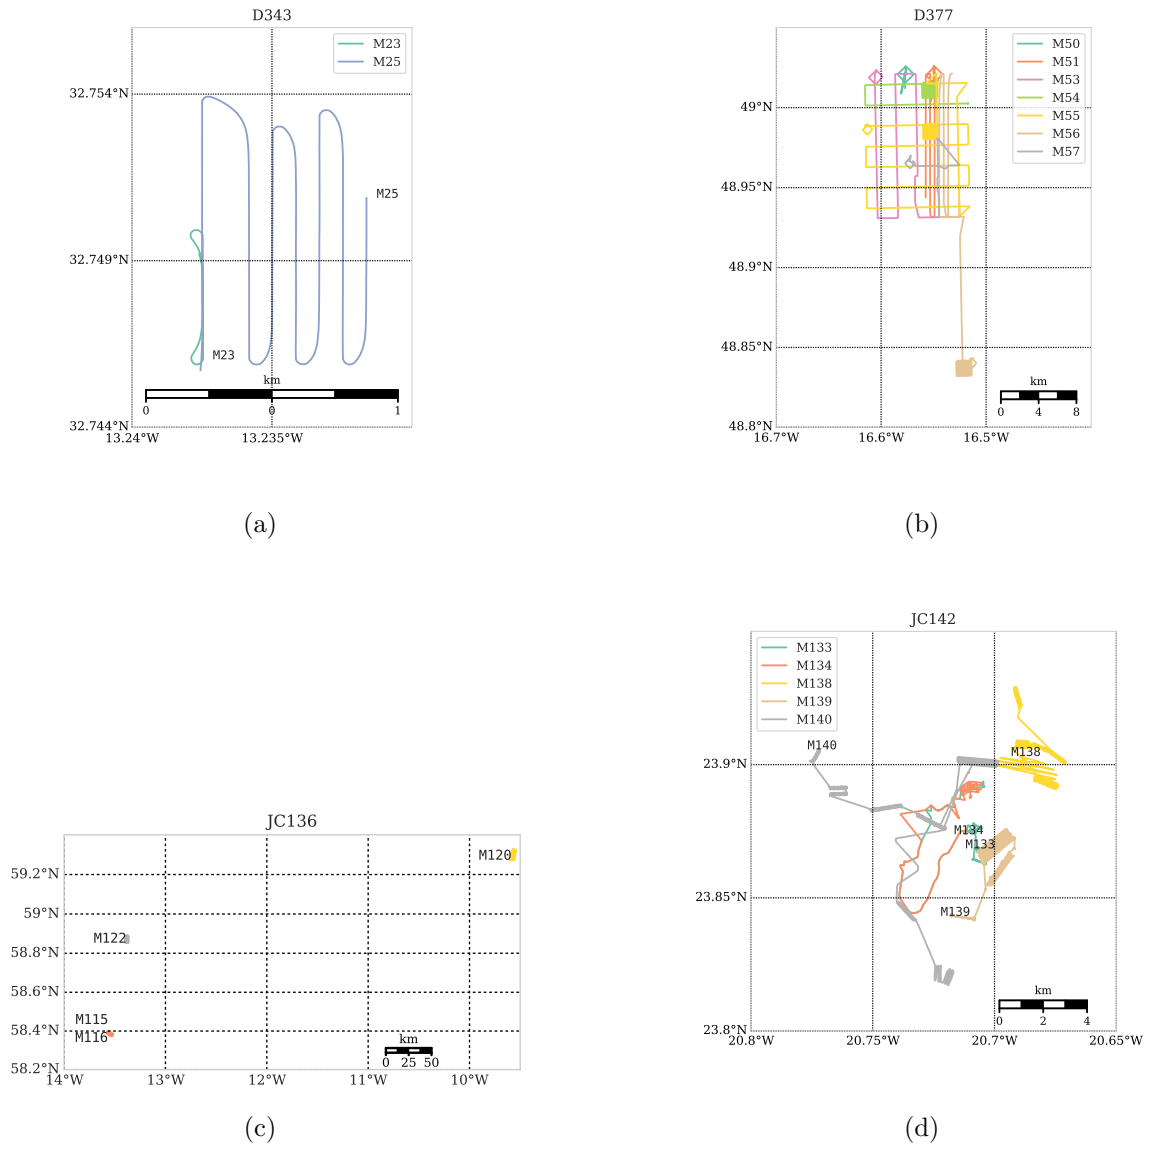 D343
M23
M25
32.754°N
M25
32.749°N
M23
km
0
0
1
32.744°N
13.24°W
13.235°W
(a)
D377
M50
M51
M53
M54
M55
M56
M57
49°N
48.95°N
48.9°N
48.85°N
km
0
4
8
48.8°N
16.7°W
16.6°W
16.5°W
(b)
JC136
M120
59.2°N
59°N
M122
58.8°N
58.6°N
M115
58.4°N
M116
km
0
25
50
58.2°N
14°W
13°W
12°W
11°W
10°W
(c)
JC142
M133
M134
M138
M139
M140
M140
M138
23.9°N
M134
M133
23.85°N
M139
km
0
2
4
23.8°N
20.8°W
20.75°W
20.7°W
20.65°W
(d)